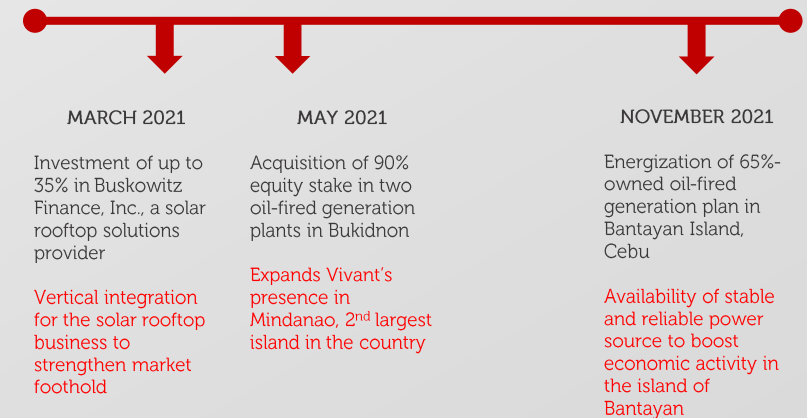 MARCH 2021
Investment of up to
35% in Buskowitz
Finance, Inc., a solar
rooftop solutions
provider
Vertical integration
for the solar rooftop
business to
strengthen market
foothold
MAY 2021
Acquisition of 90%
equity stake in two
oil-fired generation
plants in Bukidnon
Expands Vivant’s
presence in
Mindanao, 2nd largest
island in the country
NOVEMBER 2021
Energization of 65%-
owned oil-fired
generation plan in
Bantayan Island,
Cebu
Availability of stable
and reliable power
source to boost
economic activity in
the island of
Bantayan